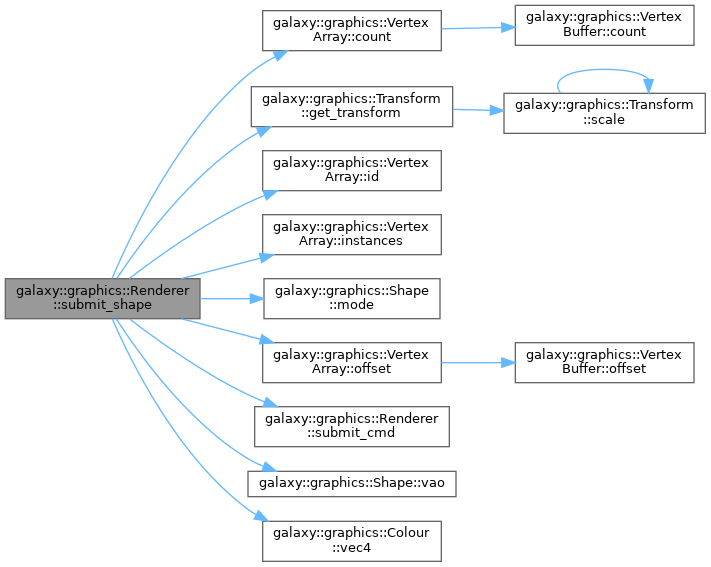 galaxy::graphics::Renderer
::submit_shape
galaxy::graphics::Vertex
Array::count
galaxy::graphics::Vertex
Buffer::count
galaxy::graphics::Transform
::get_transform
galaxy::graphics::Transform
::scale
galaxy::graphics::Vertex
Array::id
galaxy::graphics::Vertex
Array::instances
galaxy::graphics::Shape
::mode
galaxy::graphics::Vertex
Array::offset
galaxy::graphics::Vertex
Buffer::offset
galaxy::graphics::Renderer
::submit_cmd
galaxy::graphics::Shape::vao
galaxy::graphics::Colour
::vec4